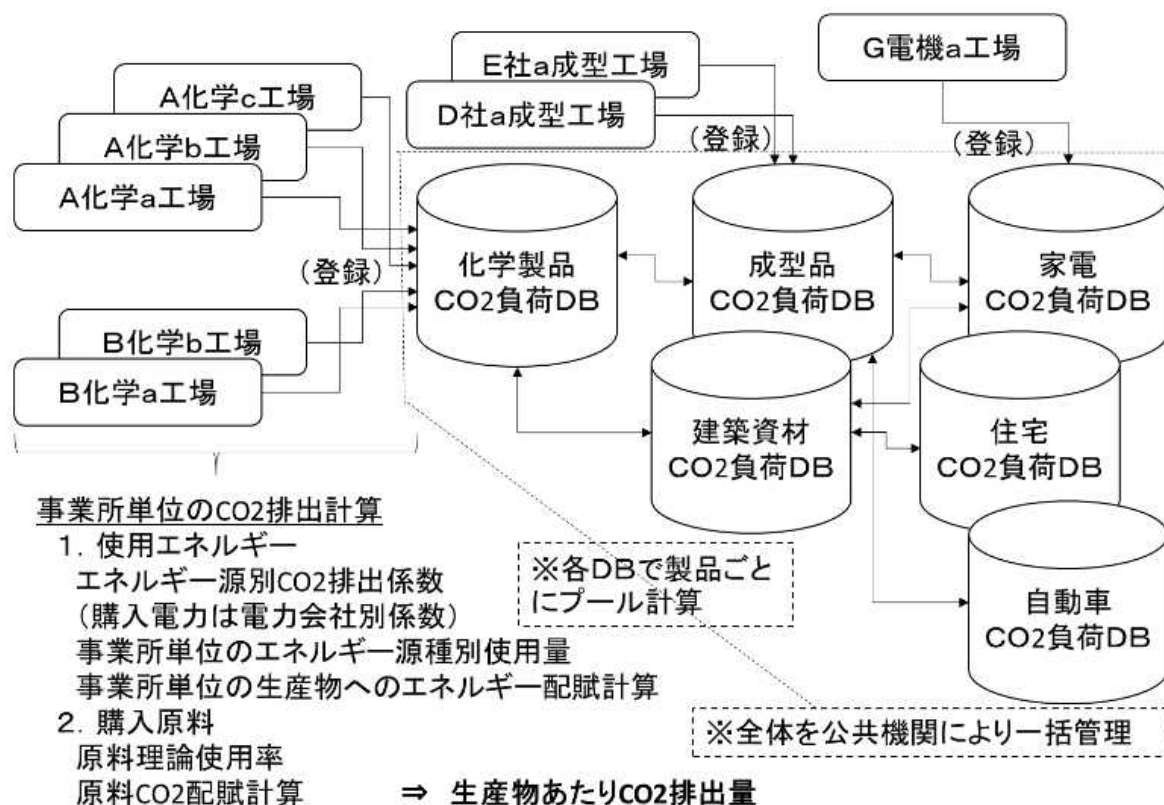 E社a成型工場
D社a成型工場
G電機a工場
A化学c工場
A化学b工場
A化学a工場
(登録)
(登録)
(登録)
B化学b工場
B化学a工場
化学製品
CO2負荷DB
成型品
CO2負荷DB
家電
CO2負荷DB
建築資材
CO2負荷DB
住宅
CO2負荷DB
自動車
CO2負荷DB
事業所単位のCO2排出計算
1. 使用エネルギー
エネルギー源別CO2排出係数
(購入電力は電力会社別係数)
事業所単位のエネルギー源種別使用量
事業所単位の生産物へのエネルギー配賦計算
2. 購入原料
原料理論使用率
原料CO2配賦計算 ⇒ 生産物あたりCO2排出量
※各DBで製品ごと
にプール計算
※全体を公共機関により一括管理